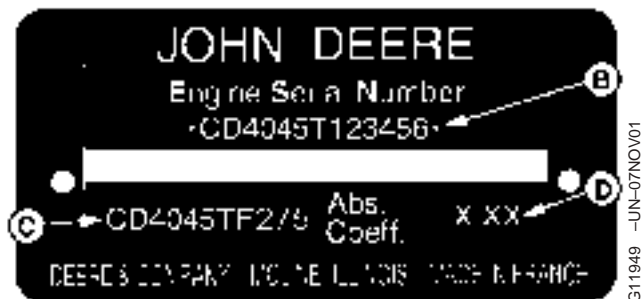 JOHN DEERE
Engine Serial Number
·CD4045T123456·
B
C
CD4045TF275 Abs. Coeff. X.XX
D
DEERE & COMPANY MOLINE, ILLINOIS MADE IN FRANCE
G11949 –UN–07NOV01